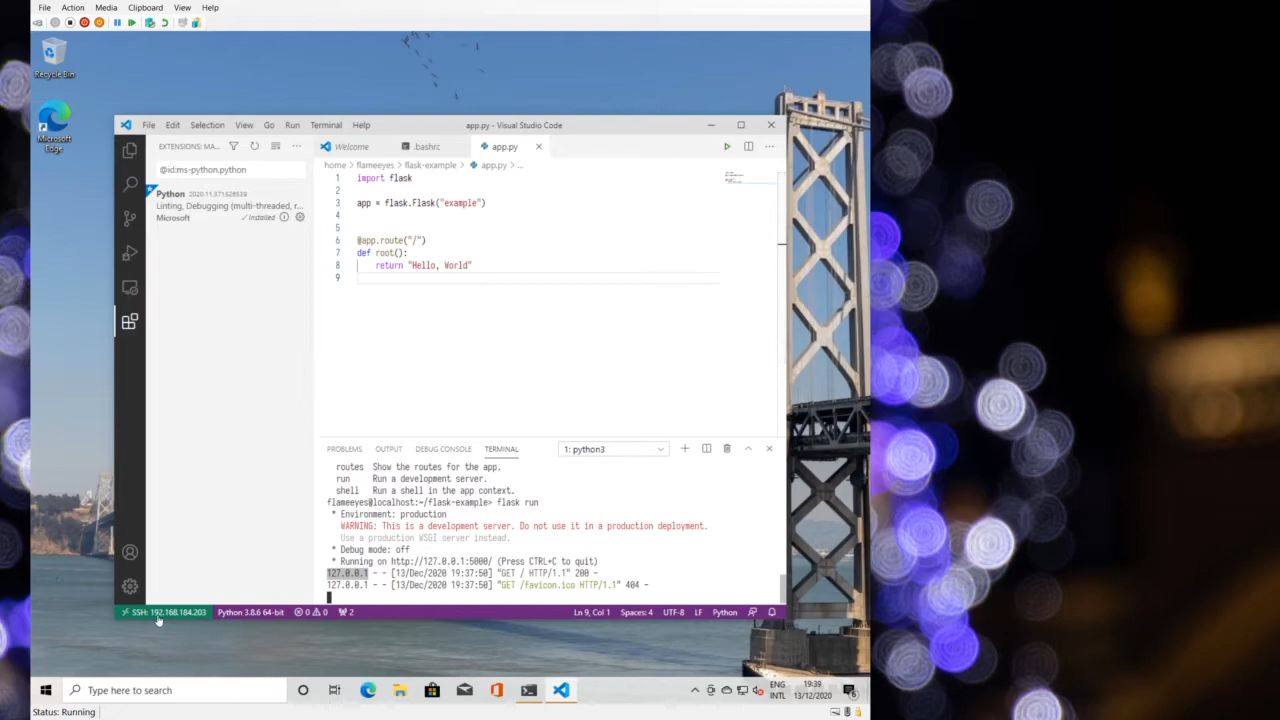 File Action Media Clipboard View Help
Recycle Bin
Microsoft
Edge
File Edit Selection View Go Run Terminal Help
app.py - Visual Studio Code
EXTENSIONS: MA...
Welcome .bashrc app.py
@id:ms-python.python
home > flameeyes > flask-example > app.py > ...
Python 2020.11.371526539
Linting, Debugging (multi-threaded, r...
Microsoft Installed
1 import flask
2
3 app = flask.Flask("example")
4
5
6 @app.route("/")
7 def root():
8 return "Hello, World"
9
PROBLEMS OUTPUT DEBUG CONSOLE TERMINAL 1: python3
routes Show the routes for the app.
run Run a development server.
shell Run a shell in the app context.
flameeyes@localhost:~/flask-example> flask run
* Environment: production
WARNING: This is a development server. Do not use it in a production deployment.
Use a production WSGI server instead.
* Debug mode: off
* Running on http://127.0.0.1:5000/ (Press CTRL+C to quit)
127.0.0.1 - - [13/Dec/2020 19:37:50] "GET / HTTP/1.1" 200 -
127.0.0.1 - - [13/Dec/2020 19:37:50] "GET /favicon.ico HTTP/1.1" 404 -
SSH: 192.168.184.203 Python 3.8.6 64-bit 0 0 2 Ln 9, Col 1 Spaces: 4 UTF-8 LF Python
Type here to search
ENG
INTL
19:39
13/12/2020
6
Status: Running